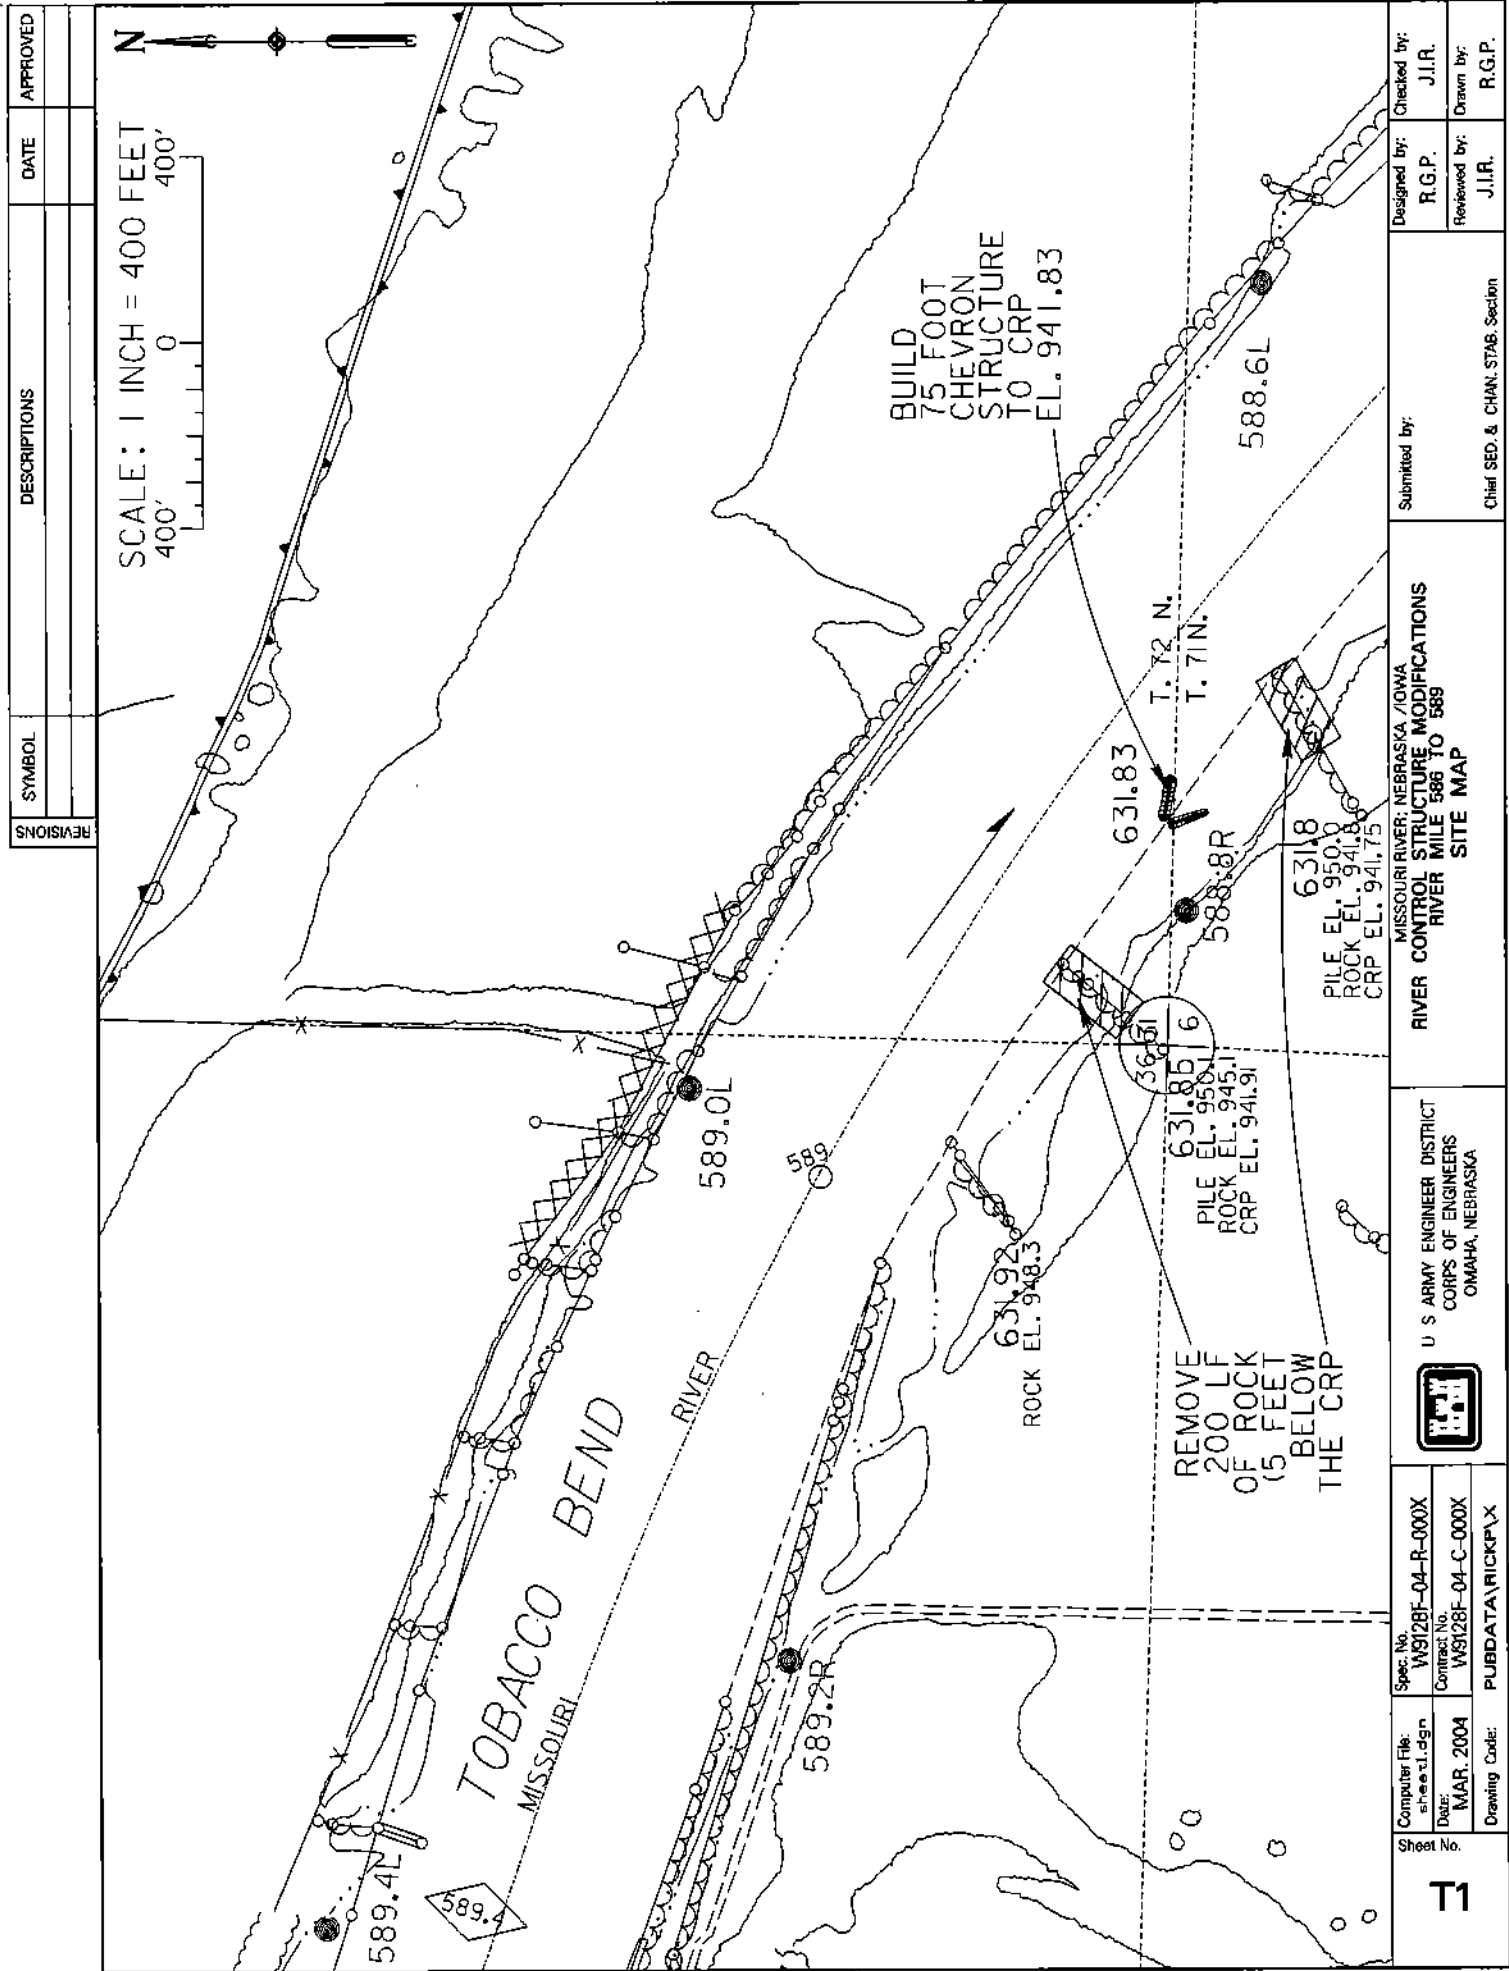 REVISIONS
SYMBOL
DESCRIPTIONS
DATE
APPROVED
N
SCALE: 1 INCH = 400 FEET
400'
0
400'
BUILD
75 FOOT
CHEVRON
STRUCTURE
TO CRP
EL. 941.83
589.4L
589.4
TOBACCO BEND
MISSOURI
RIVER
589.0L
589
589.2R
631.92
ROCK EL. 948.3
REMOVE
200 LF
OF ROCK
(5 FEET
BELOW
THE CRP
36
31
6
631.85
PILE EL. 950.1
ROCK EL. 945.1
CRP EL. 941.91
588.8R
631.83
T. 72 N.
T. 71N.
631.8
PILE EL. 950.0
ROCK EL. 941.8
CRP EL. 941.75
588.6L
Sheet No.
T1
Computer File:
sheet1.dgn
Date:
MAR. 2004
Drawing Code:
PUBDATA\RICKP\X
Spec. No.
W9128F-04-R-000X
Contract No.
W9128F-04-C-000X
U S ARMY ENGINEER DISTRICT
CORPS OF ENGINEERS
OMAHA, NEBRASKA
MISSOURI RIVER; NEBRASKA /IOWA
RIVER CONTROL STRUCTURE MODIFICATIONS
RIVER MILE 586 TO 589
SITE MAP
Submitted by:
Chief SED. & CHAN. STAB. Section
Designed by:
R.G.P.
Checked by:
J.I.R.
Reviewed by:
J.I.R.
Drawn by:
R.G.P.